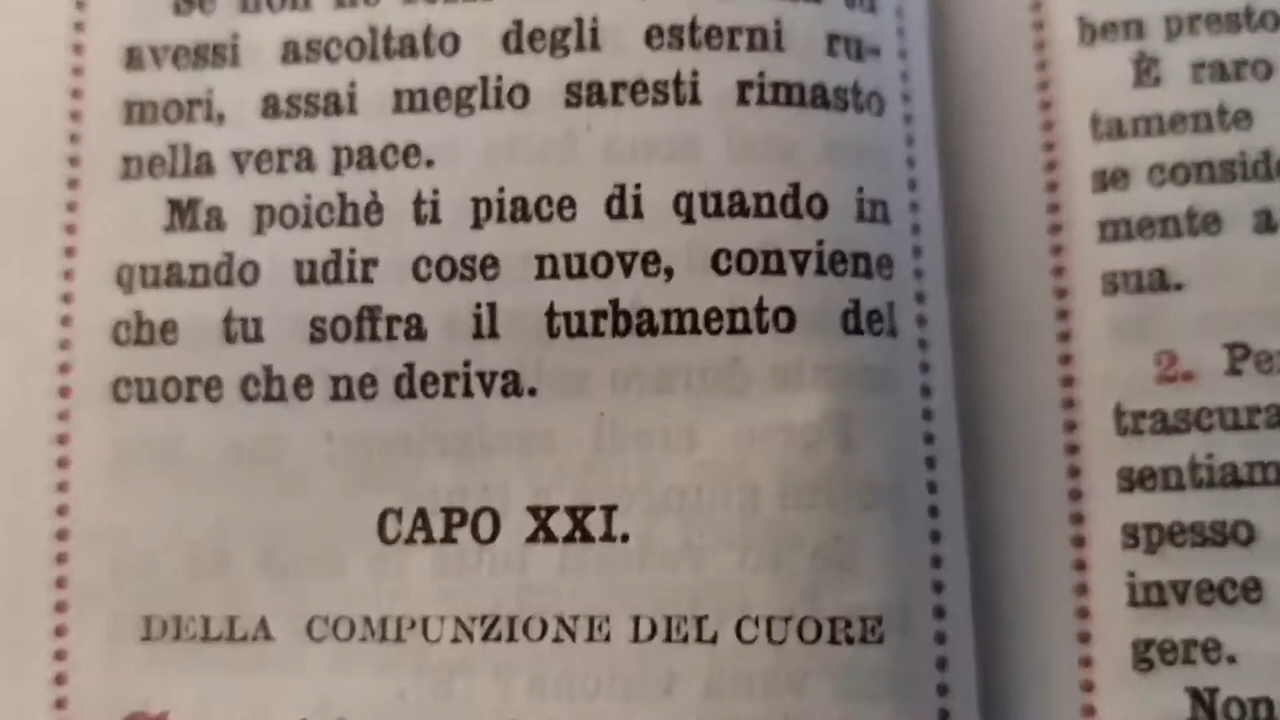 avessi ascoltato degli esterni ru-
mori, assai meglio saresti rimasto
nella vera pace.
Ma poichè ti piace di quando in
quando udir cose nuove, conviene
che tu soffra il turbamento del
cuore che ne deriva.
CAPO XXI.
DELLA COMPUNZIONE DEL CUORE
ben presto
È raro
tamente
se conside
mente a
sua.
2. Pe
trascura
sentiam
spesso
invece
gere.
Non